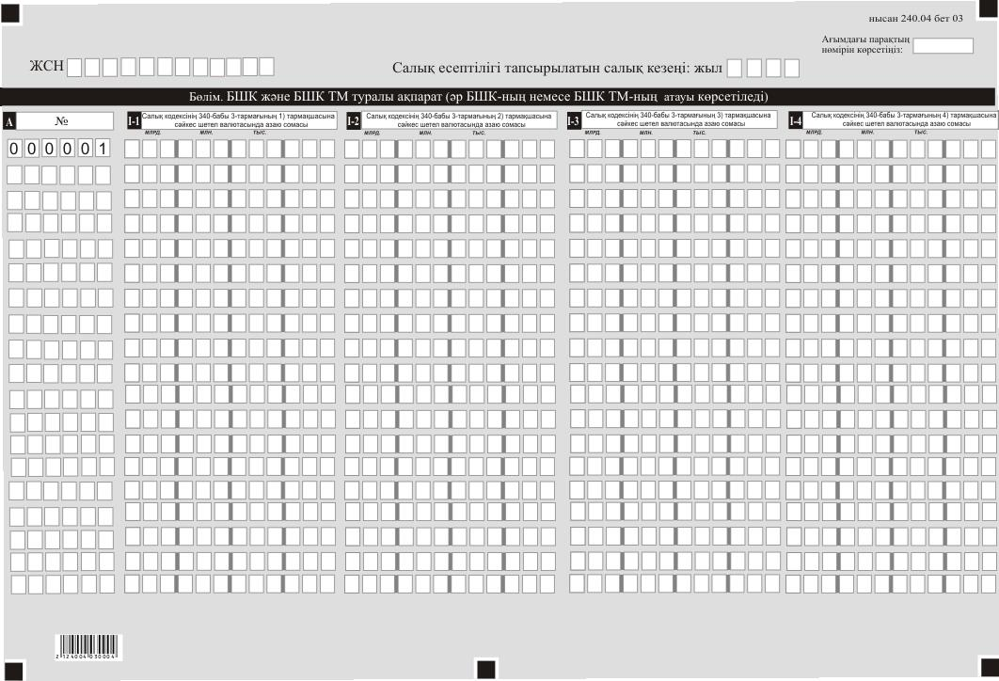 нысан 240.04 бет 03
Ағымдағы парақтың
нөмірін көрсетіңіз:
ЖСН
Салық есептілігі тапсырылатын салық кезеңі: жыл
Бөлім. БШК және БШК ТМ туралы ақпарат (әр БШК-ның немесе БШК ТМ-ның атауы көрсетіледі)
A
№
I-1
Салық кодексінің 340-бабы 3-тармағының 1) тармақшасына
сәйкес шетел валютасында азаю сомасы
I-2
Салық кодексінің 340-бабы 3-тармағының 2) тармақшасына
сәйкес шетел валютасында азаю сомасы
I-3
Салық кодексінің 340-бабы 3-тармағының 3) тармақшасына
сәйкес шетел валютасында азаю сомасы
I-4
Салық кодексінің 340-бабы 3-тармағының 4) тармақшасына
сәйкес шетел валютасында азаю сомасы
МЛРД. МЛН. ТЫС.
МЛРД. МЛН. ТЫС.
МЛРД. МЛН. ТЫС.
МЛРД. МЛН. ТЫС.
000001
212400403004